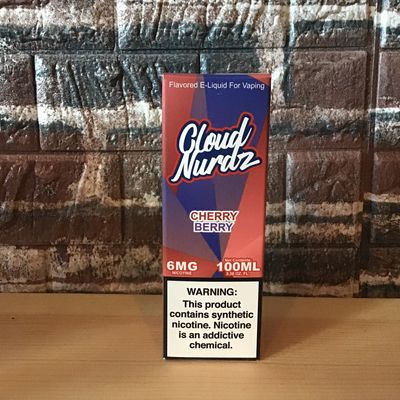 Flavored E-Liquid For Vaping
Cloud
Nurdz
CHERRY
BERRY
6MG
NICOTINE
Net Contents
100ML
3.38 OZ. FL
WARNING:
This product
contains synthetic
nicotine. Nicotine
is an addictive
chemical.